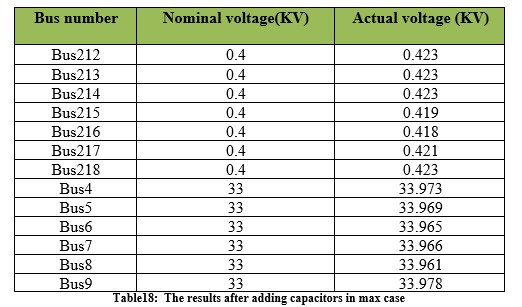 Bus number Nominal voltage(KV) Actual voltage (KV)
Bus212 0.4 0.423
Bus213 0.4 0.423
Bus214 0.4 0.423
Bus215 0.4 0.419
Bus216 0.4 0.418
Bus217 0.4 0.421
Bus218 0.4 0.423
Bus4 33 33.973
Bus5 33 33.969
Bus6 33 33.965
Bus7 33 33.966
Bus8 33 33.961
Bus9 33 33.978
Table18: The results after adding capacitors in max case